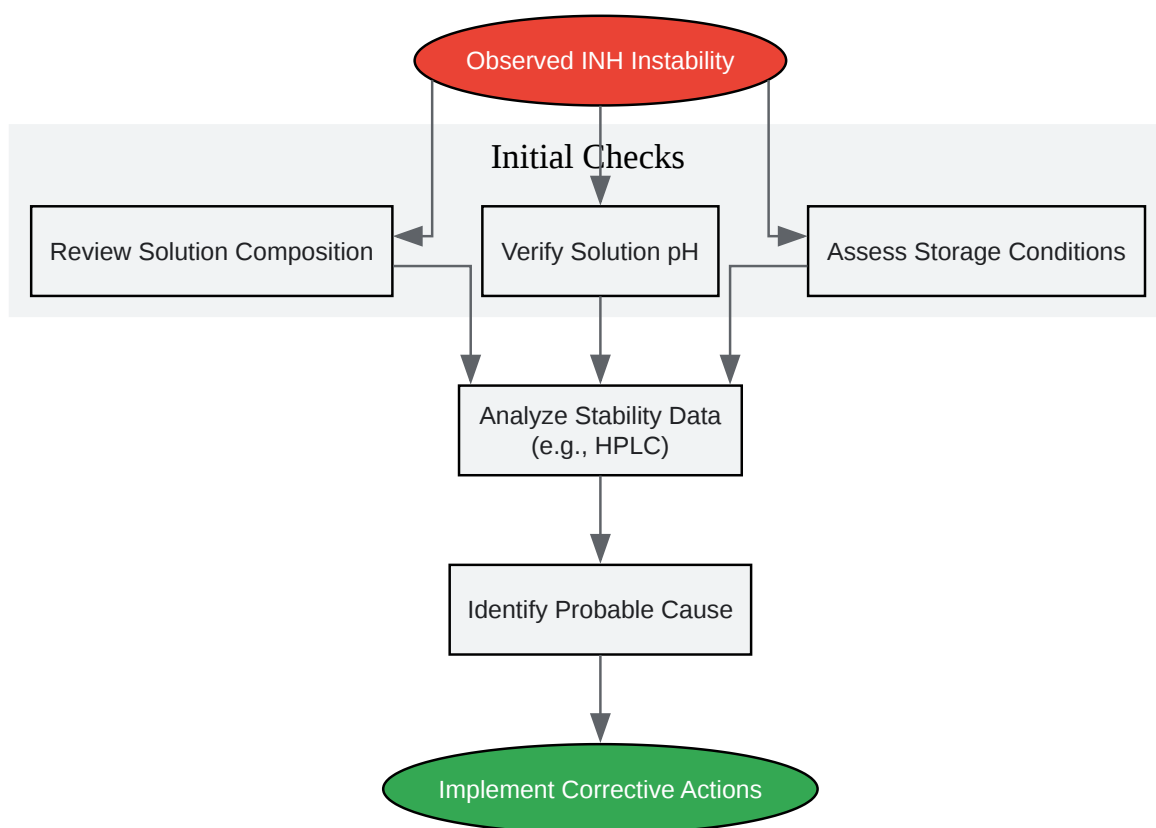 Observed INH Instability
Initial Checks
Review Solution Composition
Verify Solution pH
Assess Storage Conditions
Analyze Stability Data
(e.g., HPLC)
Identify Probable Cause
Implement Corrective Actions